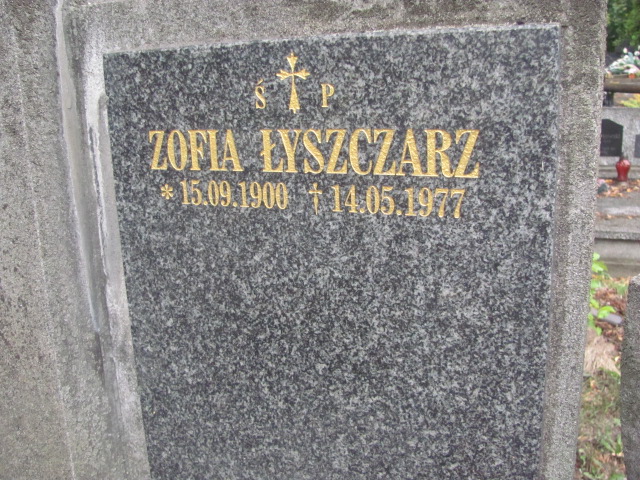 Ś P
ZOFIA ŁYSZCZARZ
* 15.09.1900 † 14.05.1977